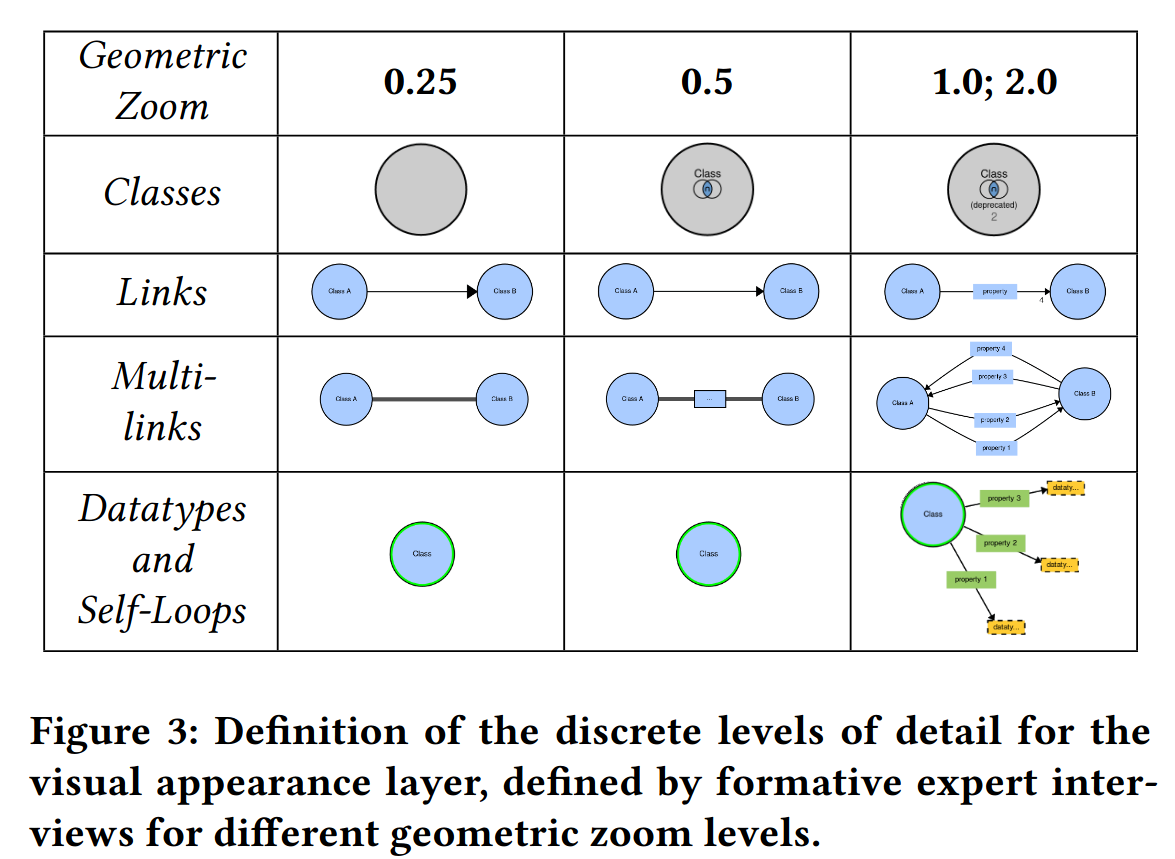 Geometric
Zoom
0.25
0.5
1.0; 2.0
Classes
Class
∩
Class
∩
(deprecated)
2
Links
Class A
Class B
Class A
Class B
Class A
property
4
Class B
Multi-
links
Class A
Class B
Class A
...
Class B
property 4
property 3
Class A
Class B
property 2
property 1
Datatypes
and
Self-Loops
Class
Class
Class
property 3
dataty...
property 2
dataty...
property 1
dataty...
Figure 3: Definition of the discrete levels of detail for the
visual appearance layer, defined by formative expert inter-
views for different geometric zoom levels.